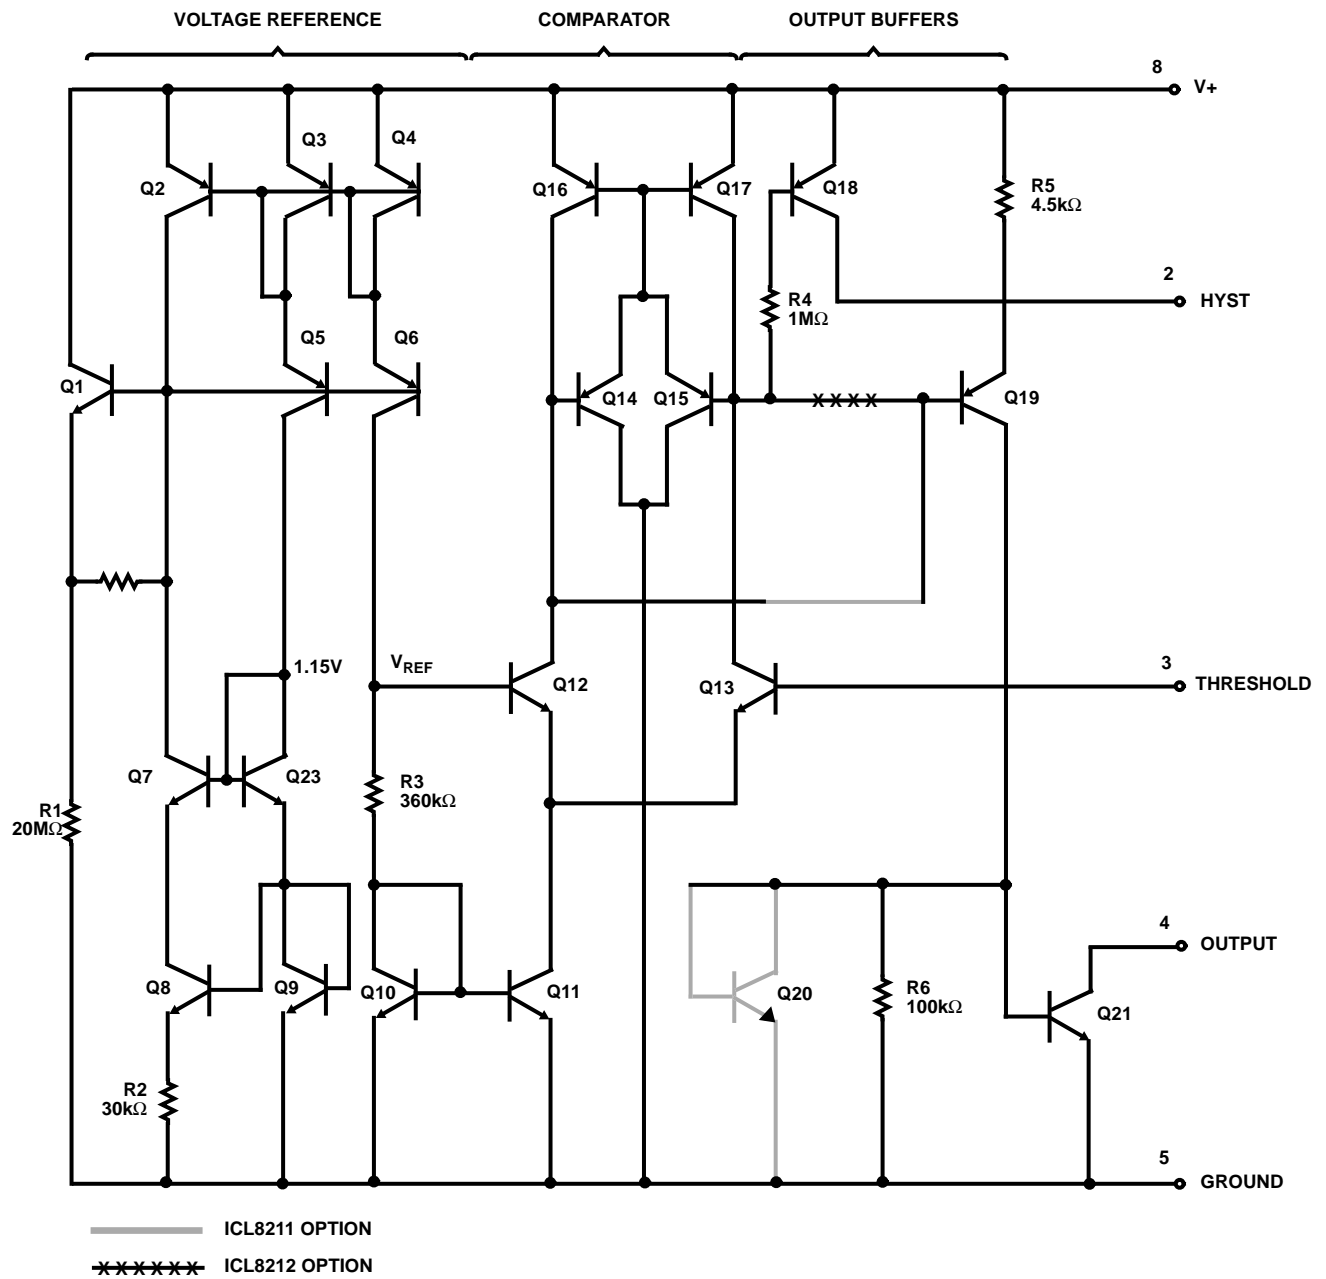 VOLTAGE REFERENCE
COMPARATOR
OUTPUT BUFFERS
8
V+
Q2
Q3
Q4
Q16
Q17
Q18
R5
4.5kΩ
2
HYST
R4
1MΩ
Q1
Q5
Q6
Q14
Q15
X X X X
Q19
1.15V
VREF
Q12
Q13
3
THRESHOLD
Q7
Q23
R3
360kΩ
R1
20MΩ
4
OUTPUT
Q8
Q9
Q10
Q11
Q20
R6
100kΩ
Q21
R2
30kΩ
5
GROUND
ICL8211 OPTION
X X X X X X
ICL8212 OPTION